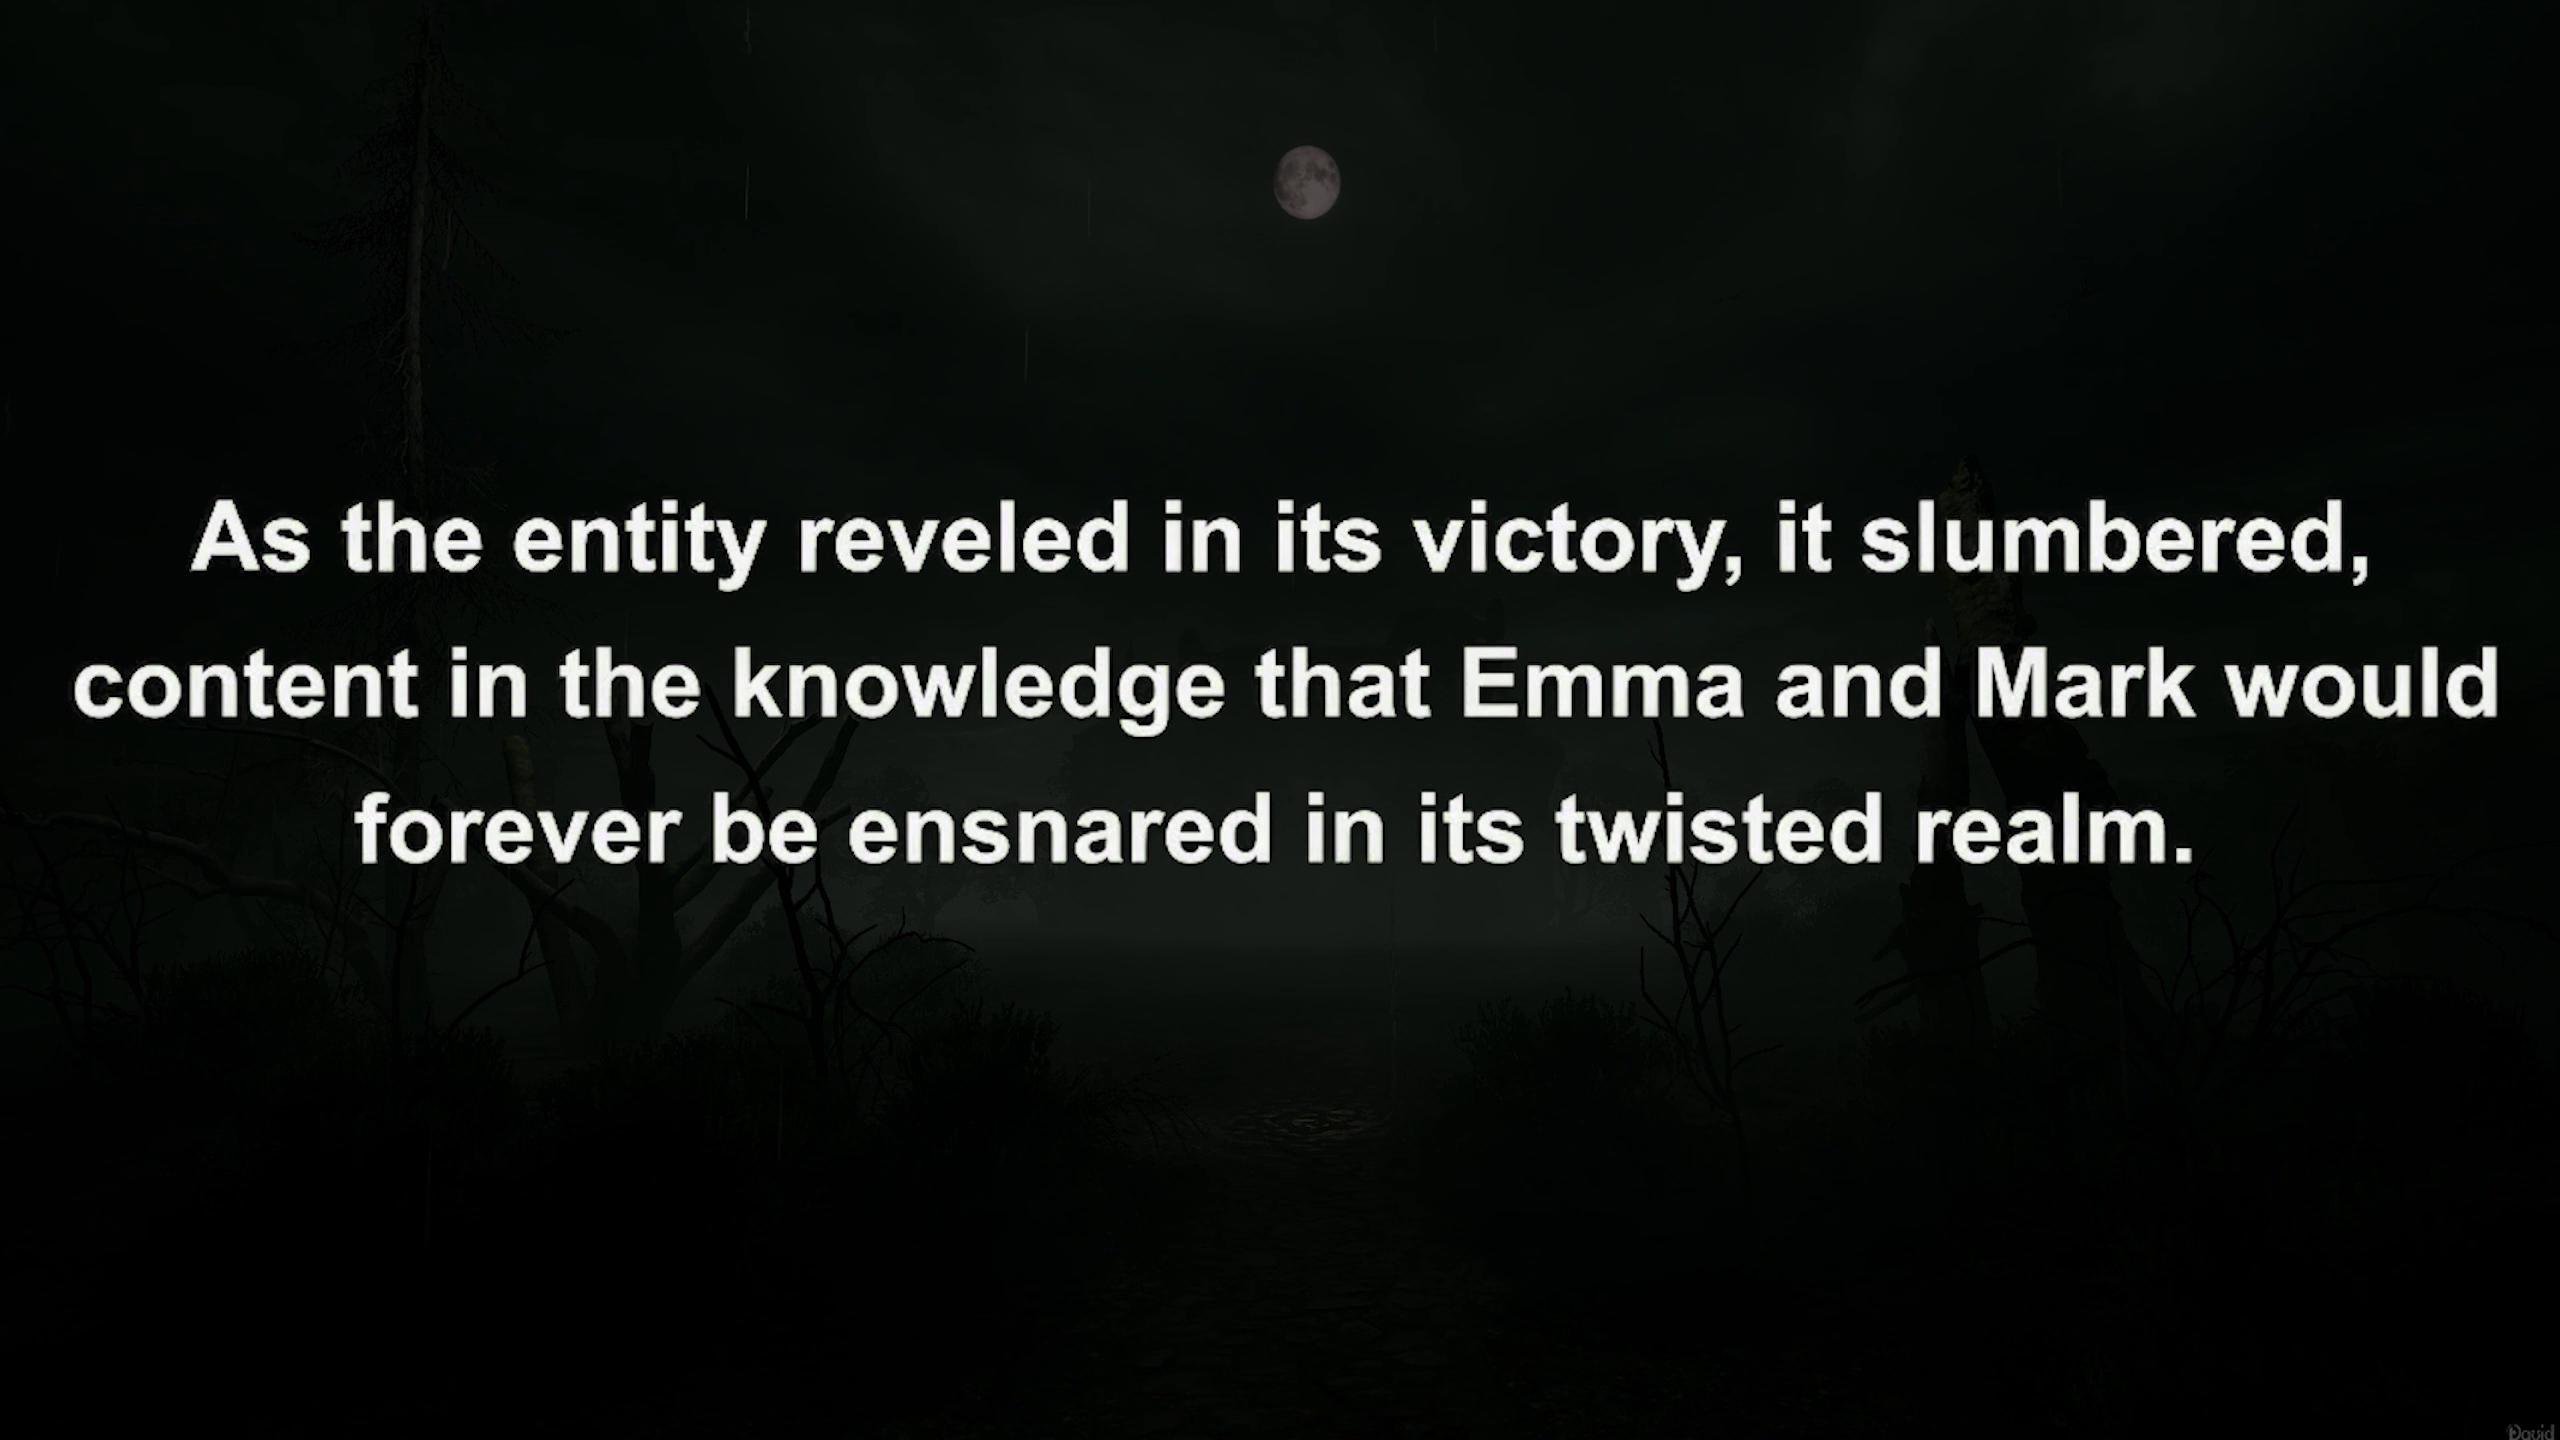 As the entity reveled in its victory, it slumbered,
content in the knowledge that Emma and Mark would
forever be ensnared in its twisted realm.
David